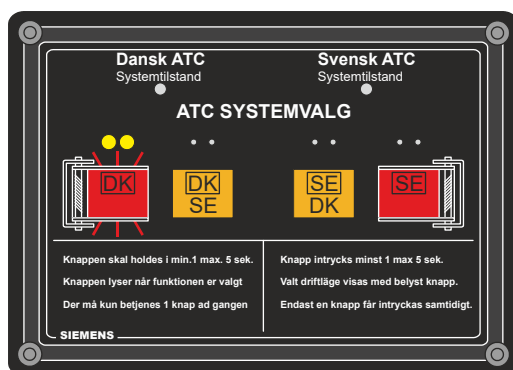 Dansk ATC
Systemtilstand
Svensk ATC
Systimtilstand
ATC SYSTEMVALG
DK
DK
SE
SE
DK
SE
Knappen skal holdes i min.1 max. 5 sek.
Knappen lyser når funktionen er valgt
Der må kun betjenes 1 knap ad gangen
Knapp intrycks minst 1 max 5 sek.
Valt driftläge visas med belyst knapp.
Endast en knapp får intryckas samtidigt.
SIEMENS